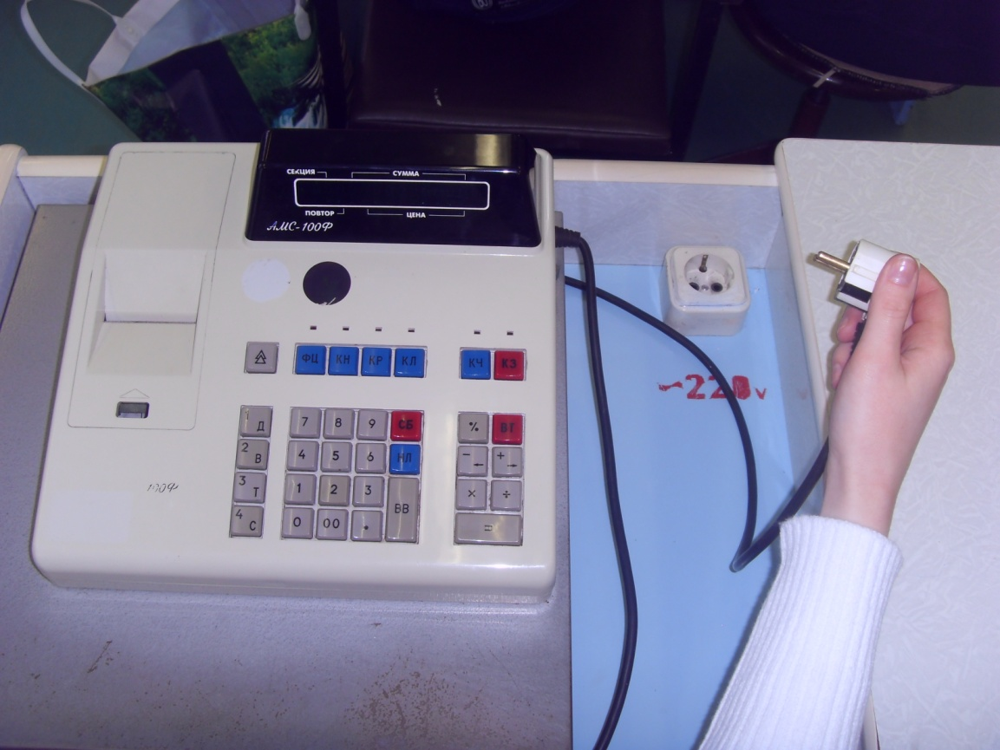 СЕКЦИЯ СУММА
ПОВТОР ЦЕНА
АМС-100Ф
~220 v
ФЦ КН КР КЛ КЧ КЗ
1 Д 7 8 9 СБ % ВГ
2 В 4 5 6 НЛ - +
3 Т 1 2 3 ВВ × ÷
4 С 0 00 . =
100Ф